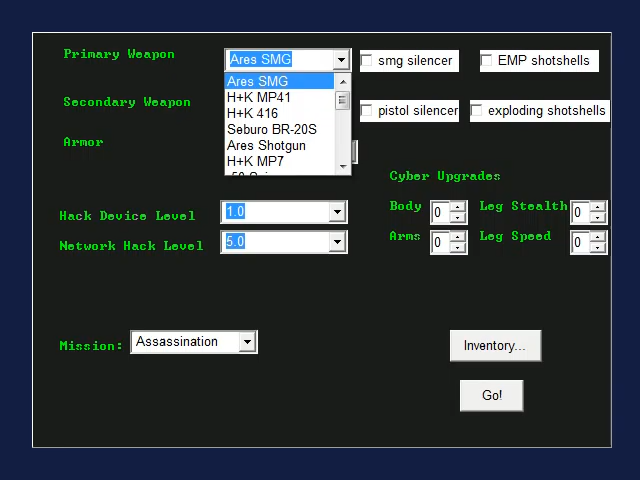 Primary Weapon
Ares SMG
smg silencer
EMP shotshells
Ares SMG
H+K MP41
H+K 416
Seburo BR-20S
Ares Shotgun
H+K MP7
Secondary Weapon
pistol silencer
exploding shotshells
Armor
Cyber Upgrades
Body 0
Leg Stealth 0
Arms 0
Leg Speed 0
Hack Device Level 1.0
Network Hack Level 5.0
Mission: Assassination
Inventory...
Go!